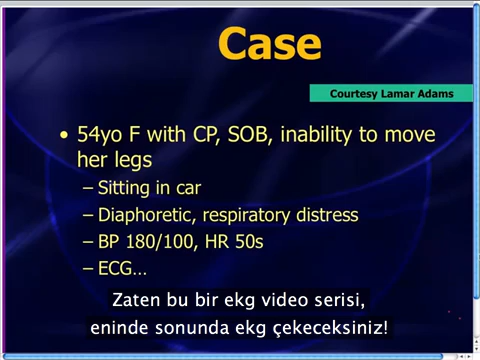 Case
Courtesy Lamar Adams
• 54yo F with CP, SOB, inability to move
her legs
– Sitting in car
– Diaphoretic, respiratory distress
– BP 180/100, HR 50s
– ECG...
Zaten bu bir ekg video serisi,
eninde sonunda ekg çekeceksiniz!